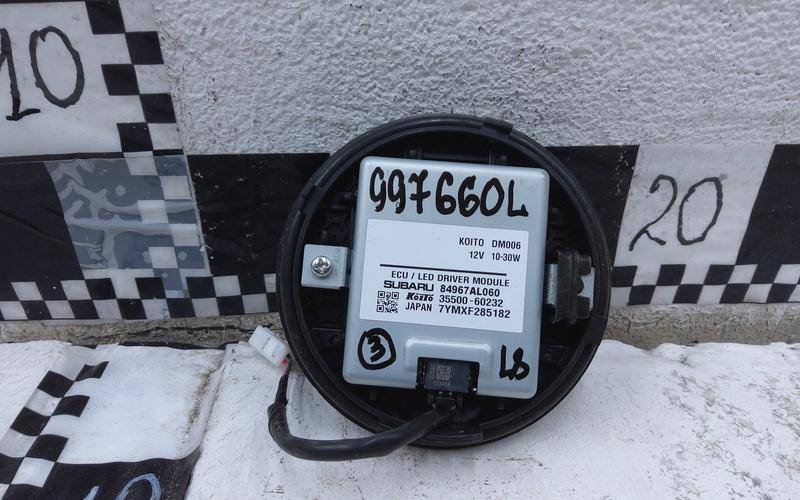 10
997660L
KOITO DM006
12V 10-30W
ECU / LED DRIVER MODULE
SUBARU 84967AL060
KOITO 35500-60232
JAPAN 7YMXF285182
3
20